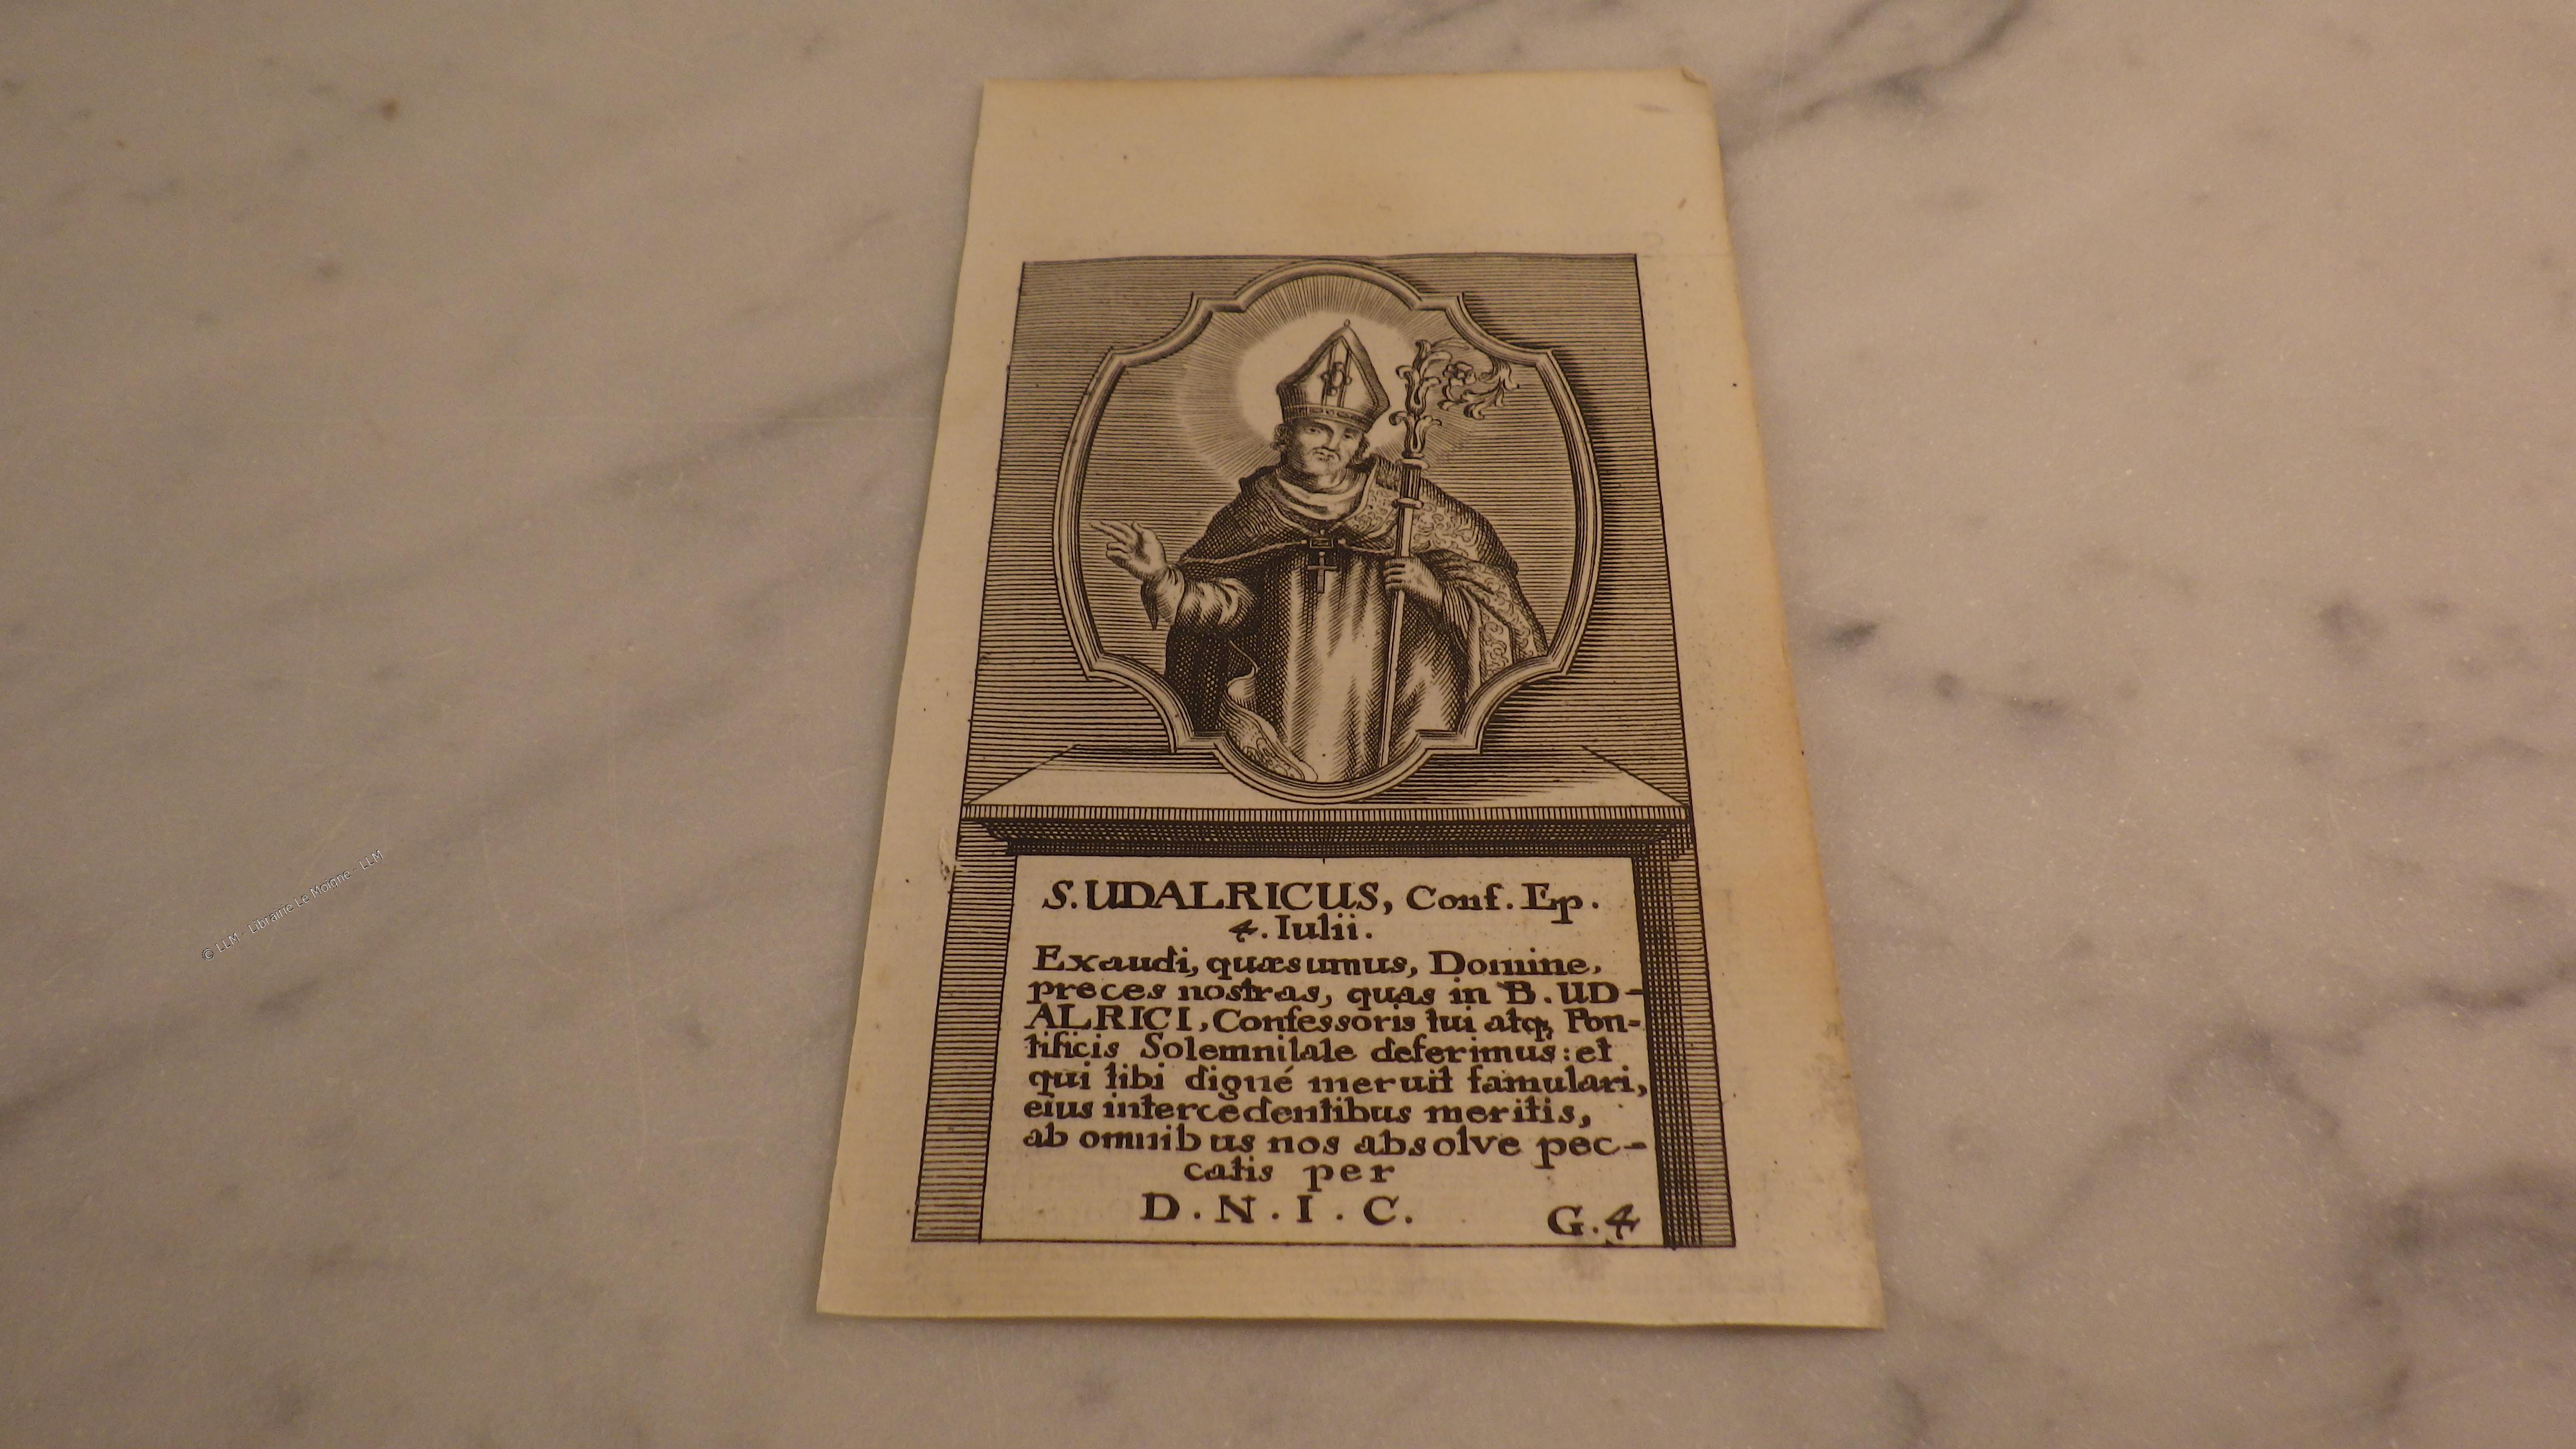 S. UDALRICUS, Conf. Ep.
4. Iulii.
Exaudi, quæsumus, Domine,
preces nostras, quas in B. UD-
ALRICI, Confessoris tui atq; Pon-
tificis Solemnitate deferimus: et
qui tibi digné meruit famulari,
eius intercedentibus meritis,
ab omnibus nos absolve pec-
catis per
D. N. I. C.
G. 4
© LLM - Librairie Le Moigne - LLM